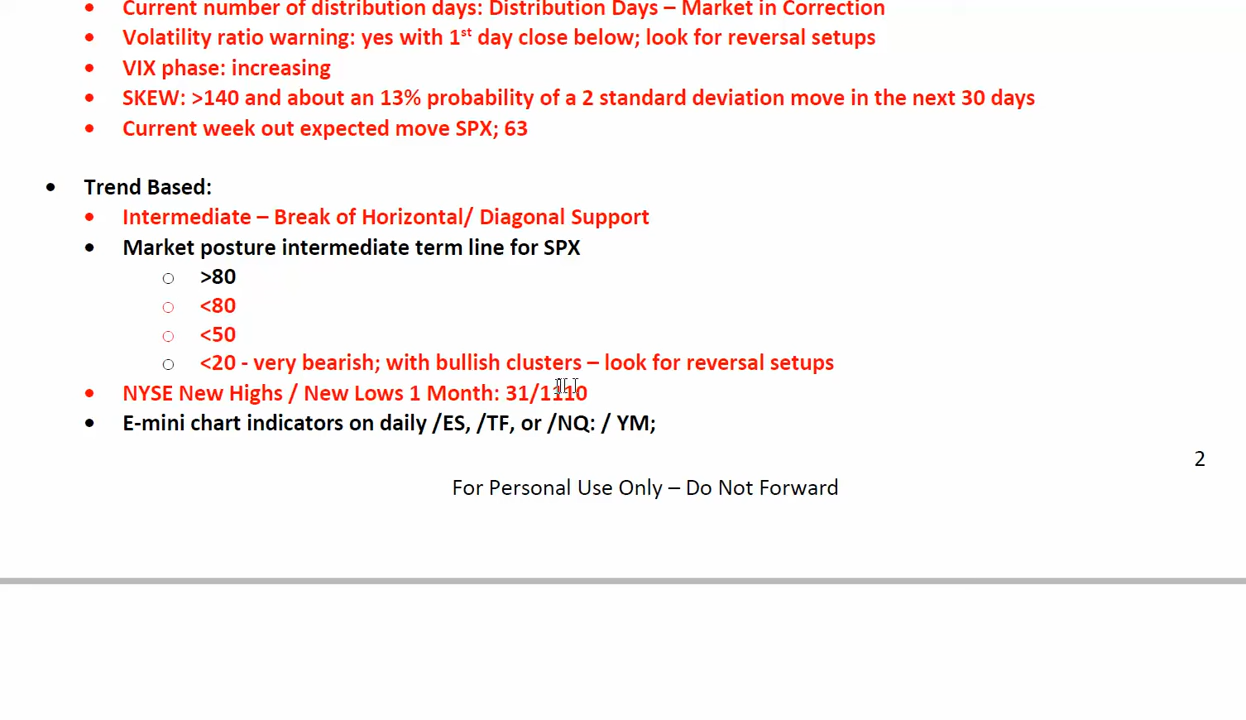 Current number of distribution days: Distribution Days – Market in Correction
Volatility ratio warning: yes with 1st day close below; look for reversal setups
VIX phase: increasing
SKEW: >140 and about an 13% probability of a 2 standard deviation move in the next 30 days
Current week out expected move SPX; 63
Trend Based:
Intermediate – Break of Horizontal/ Diagonal Support
Market posture intermediate term line for SPX
>80
<80
<50
<20 - very bearish; with bullish clusters – look for reversal setups
NYSE New Highs / New Lows 1 Month: 31/1110
E-mini chart indicators on daily /ES, /TF, or /NQ: / YM;
2
For Personal Use Only – Do Not Forward